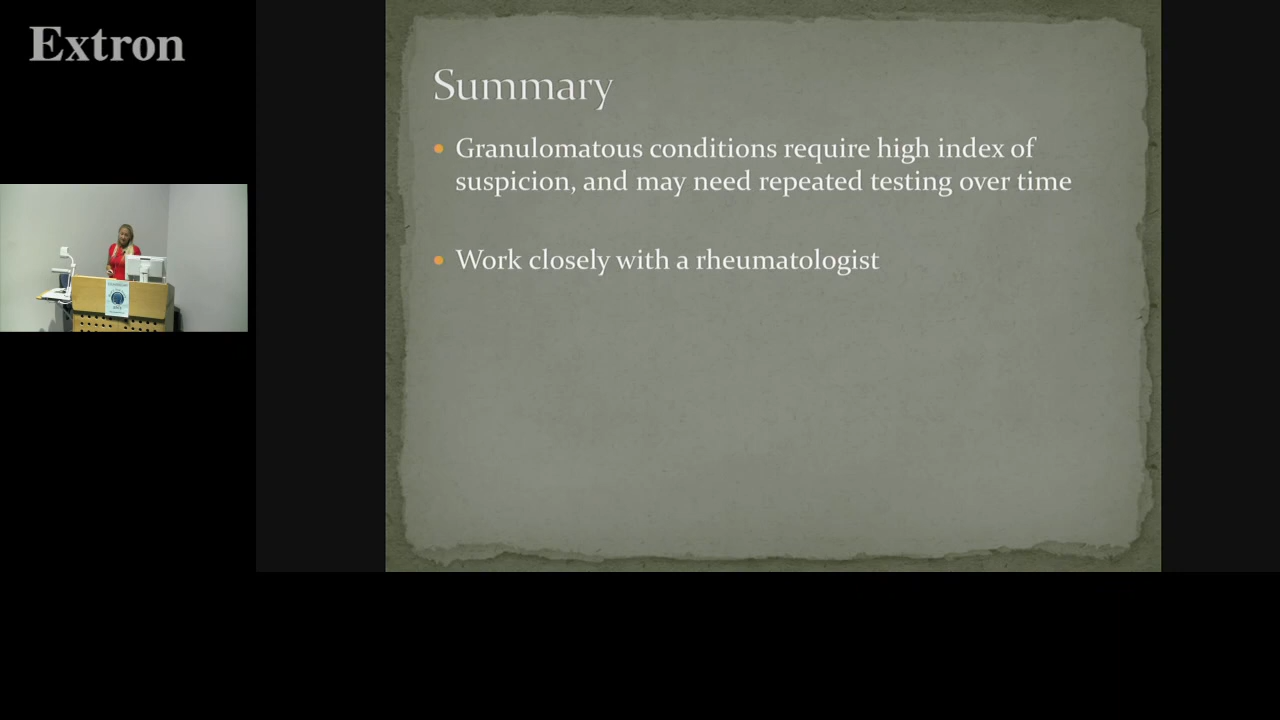 Extron
Summary
Granulomatous conditions require high index of
suspicion, and may need repeated testing over time
Work closely with a rheumatologist